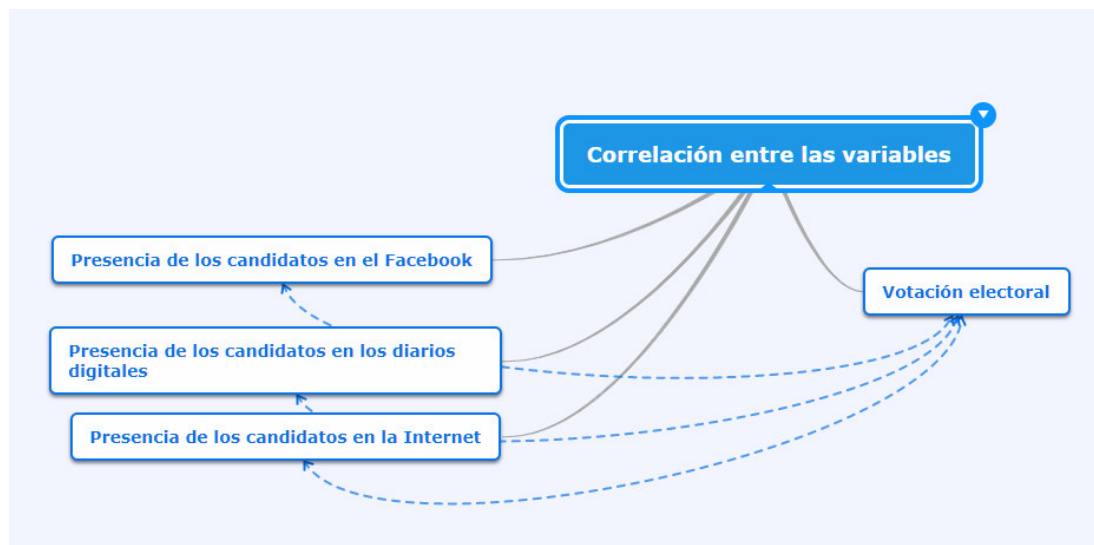 Correlación entre las variables
Presencia de los candidatos en el Facebook
Votación electoral
Presencia de los candidatos en los diarios
digitales
Presencia de los candidatos en la Internet